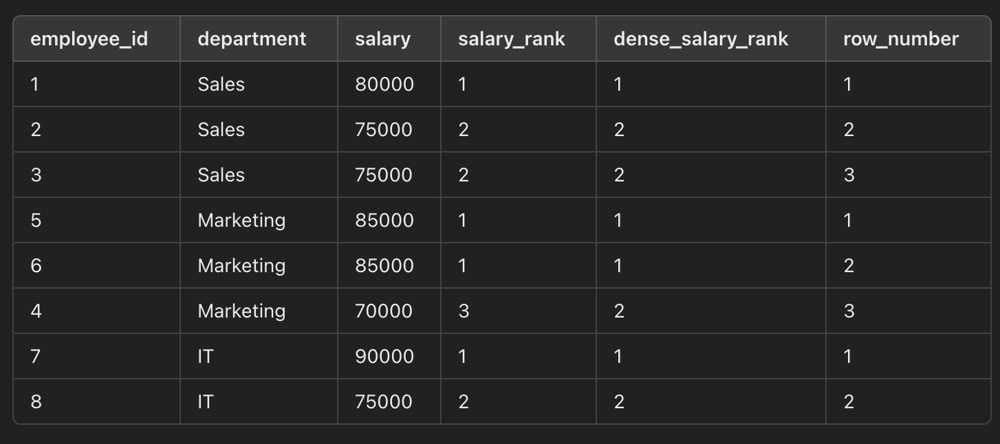 employee_id department salary salary_rank dense_salary_rank row_number
1 Sales 80000 1 1 1
2 Sales 75000 2 2 2
3 Sales 75000 2 2 3
5 Marketing 85000 1 1 1
6 Marketing 85000 1 1 2
4 Marketing 70000 3 2 3
7 IT 90000 1 1 1
8 IT 75000 2 2 2